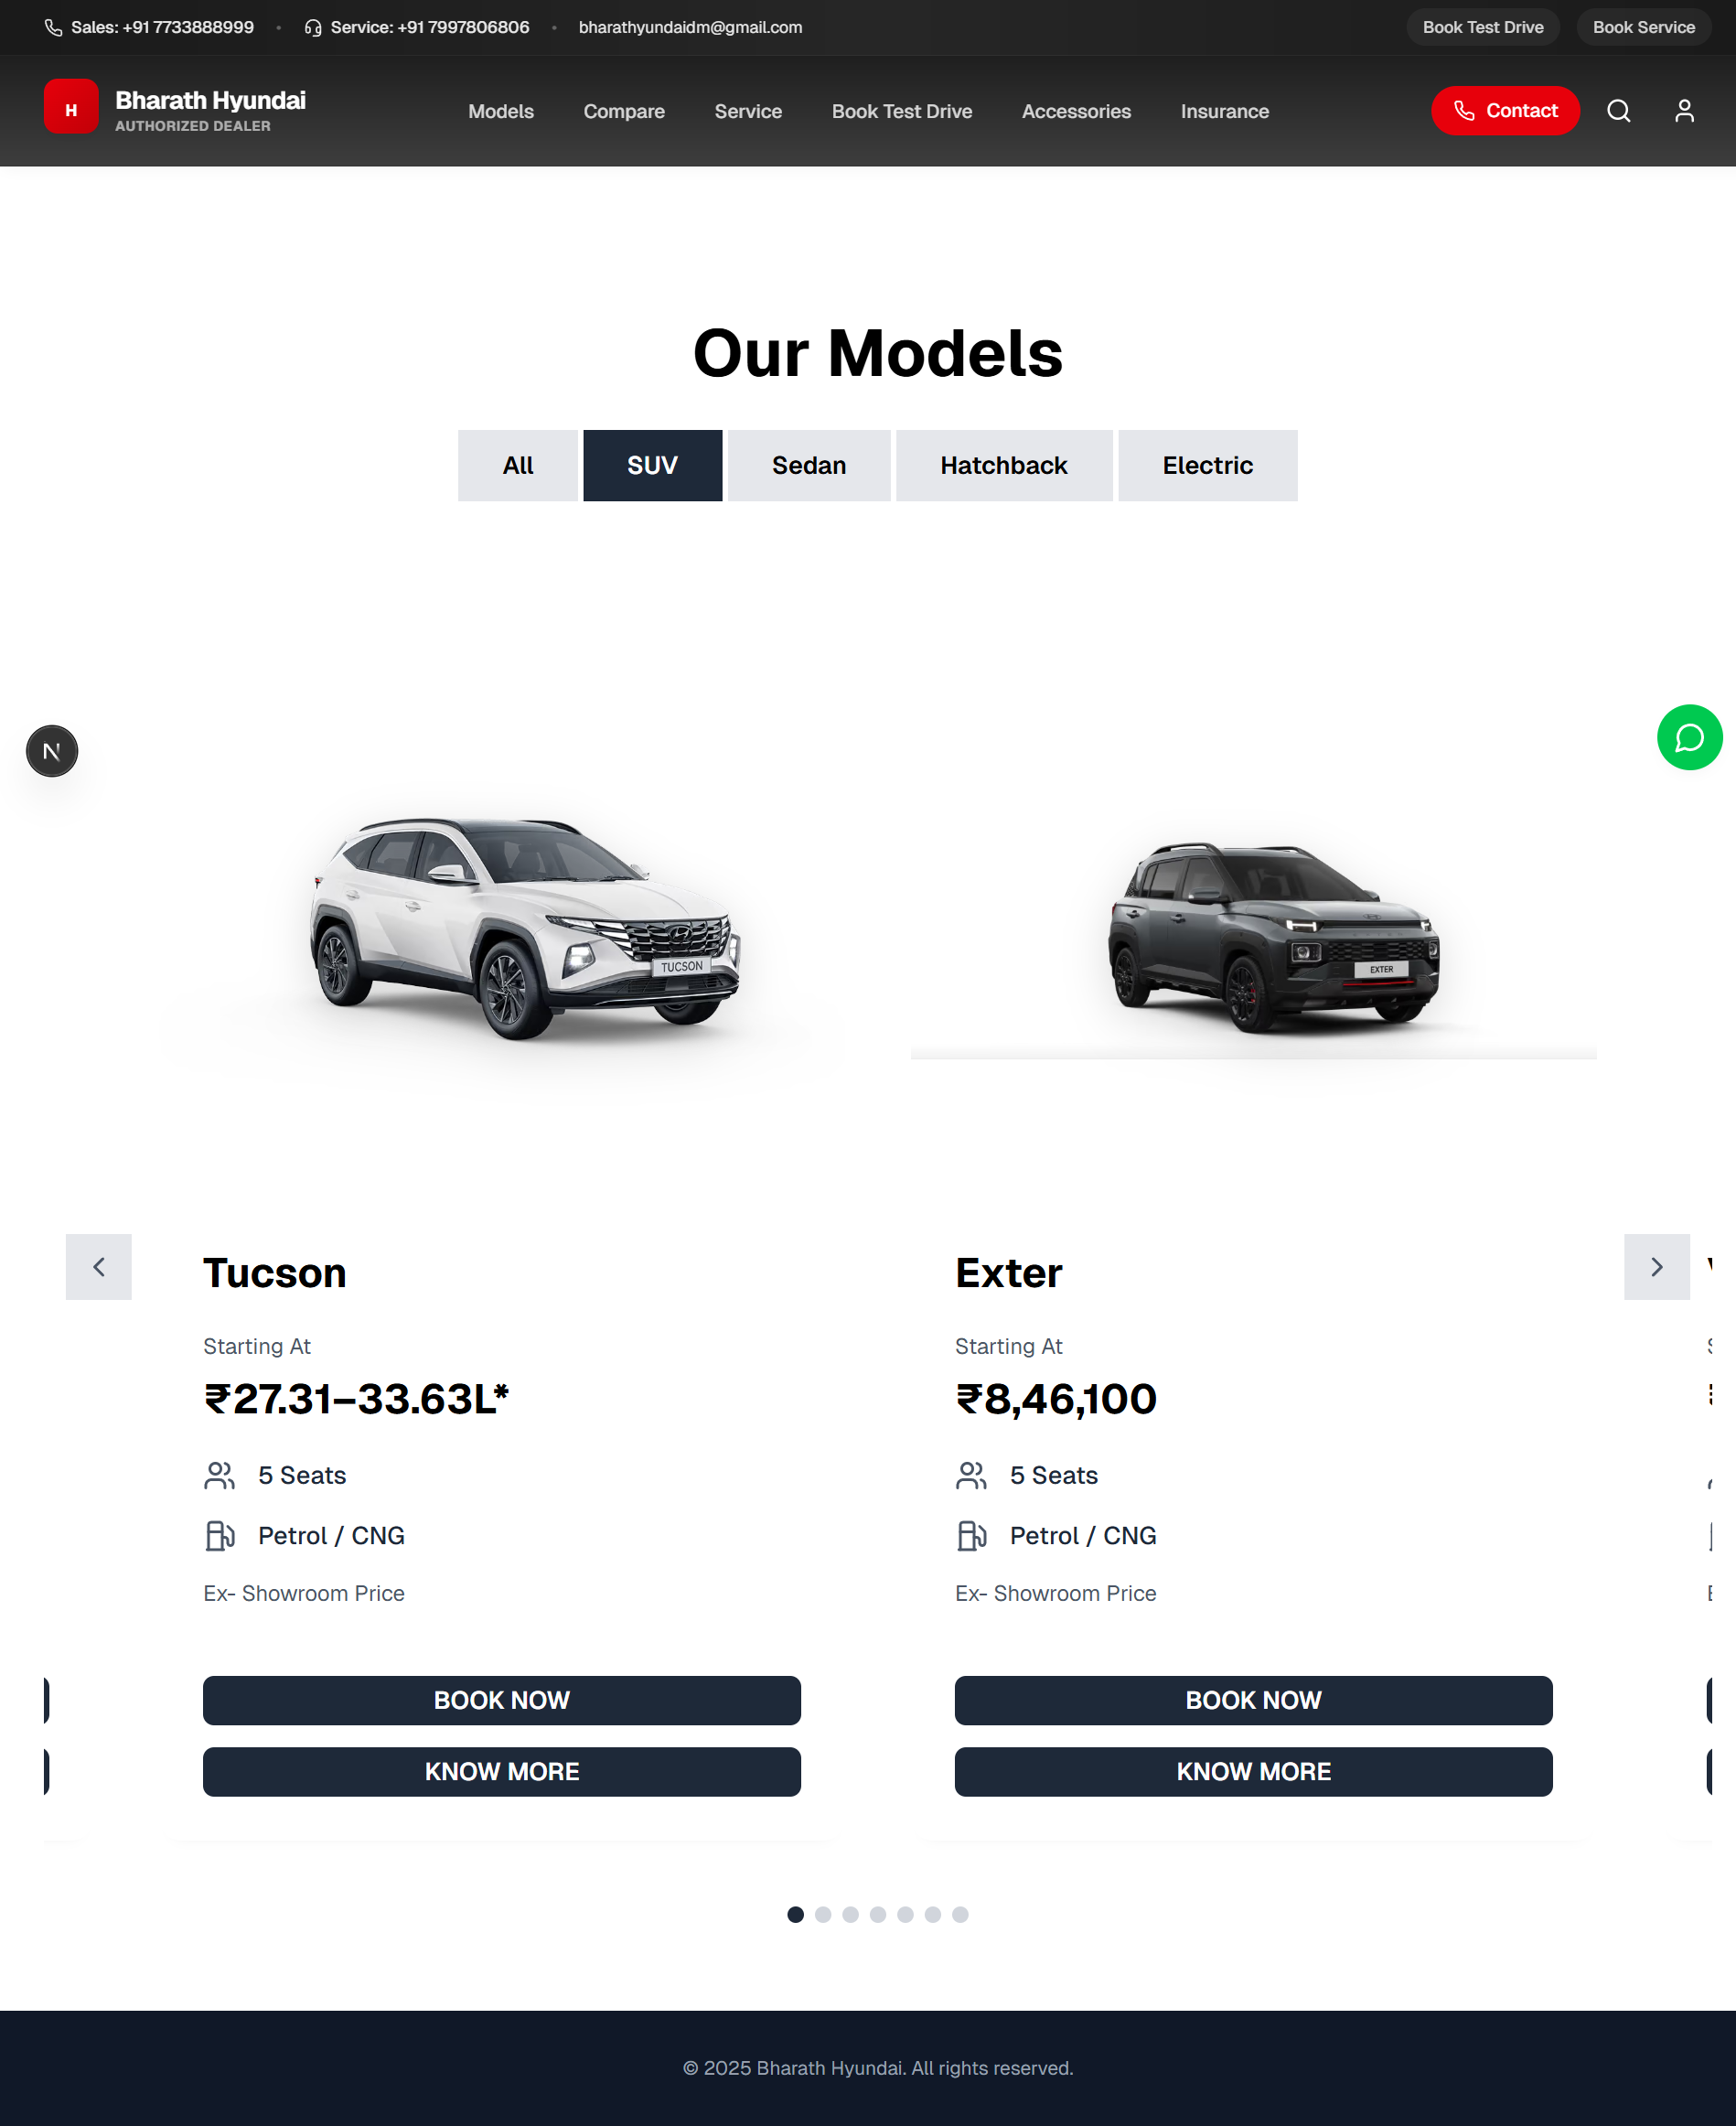 Sales: +91 7733888999 • Service: +91 7997806806 • bharathyundaidm@gmail.com Book Test Drive Book Service
H Bharath Hyundai
AUTHORIZED DEALER
Models Compare Service Book Test Drive Accessories Insurance Contact
Our Models
All SUV Sedan Hatchback Electric
N
TUCSON
EXTER
Tucson
Starting At
₹27.31–33.63L*
5 Seats
Petrol / CNG
Ex- Showroom Price
BOOK NOW
KNOW MORE
Exter
Starting At
₹8,46,100
5 Seats
Petrol / CNG
Ex- Showroom Price
BOOK NOW
KNOW MORE
© 2025 Bharath Hyundai. All rights reserved.